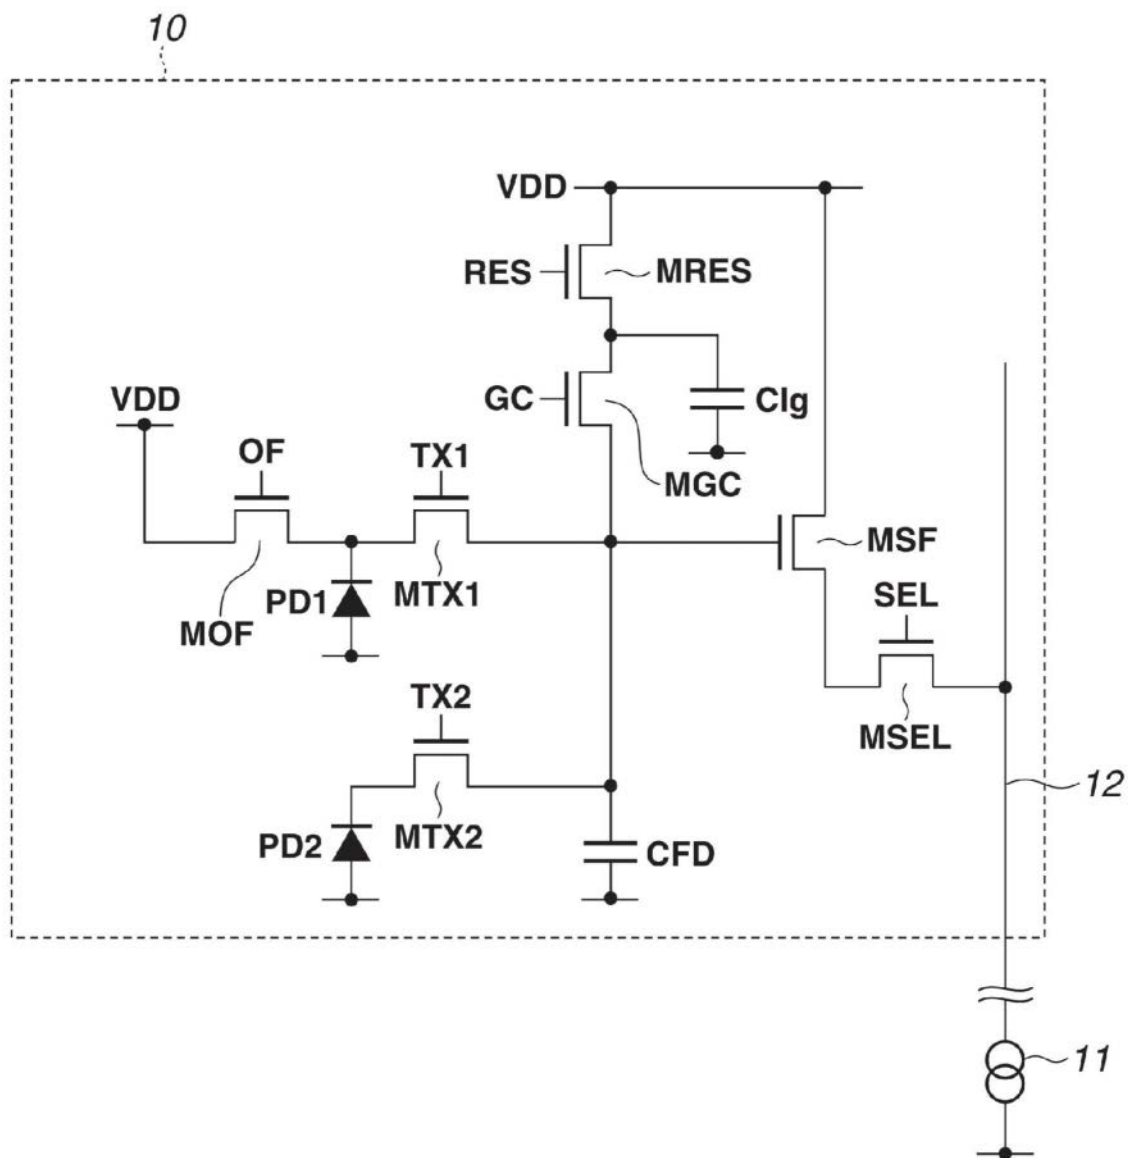 10
VDD
RES
MRES
GC
Clg
MGC
VDD
OF
TX1
MSF
PD1
MTX1
MOF
SEL
TX2
MSEL
12
PD2
MTX2
CFD
11